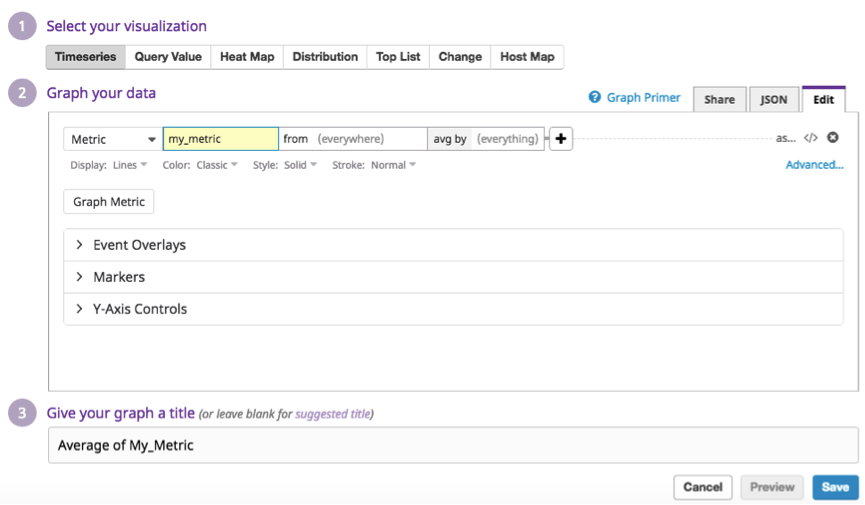 1 Select your visualization
Timeseries Query Value Heat Map Distribution Top List Change Host Map
2 Graph your data
? Graph Primer Share JSON Edit
Metric my_metric from (everywhere) avg by (everything) + as... </>
Display: Lines Color: Classic Style: Solid Stroke: Normal Advanced...
Graph Metric
> Event Overlays
> Markers
> Y-Axis Controls
3 Give your graph a title (or leave blank for suggested title)
Average of My_Metric
Cancel Preview Save